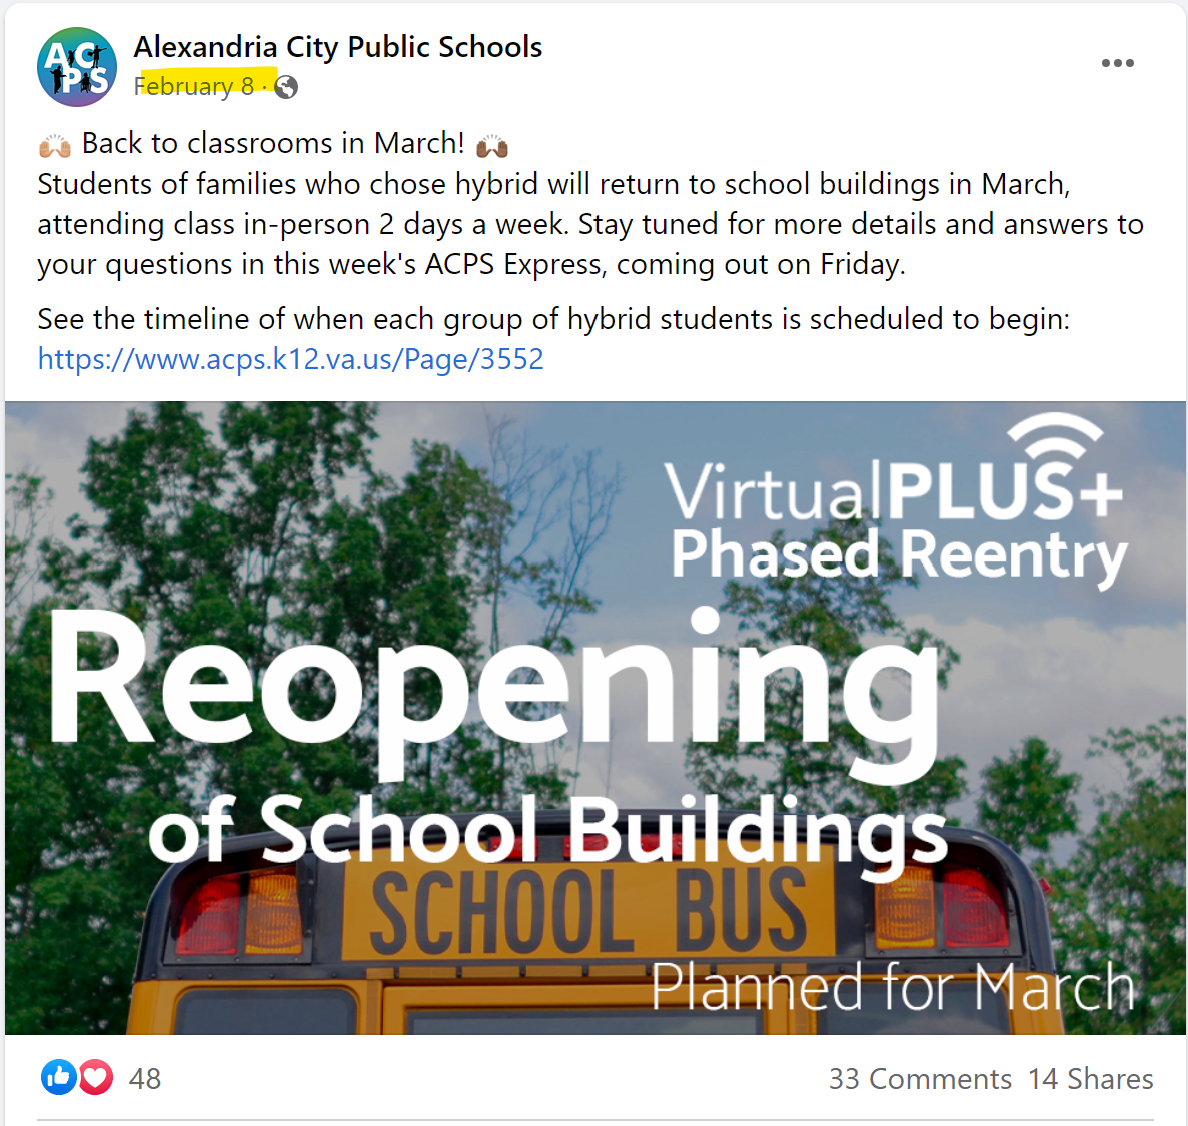 ACPS
Alexandria City Public Schools
February 8 ·
🙌🏼 Back to classrooms in March! 🙌🏾
Students of families who chose hybrid will return to school buildings in March,
attending class in-person 2 days a week. Stay tuned for more details and answers to
your questions in this week's ACPS Express, coming out on Friday.
See the timeline of when each group of hybrid students is scheduled to begin:
https://www.acps.k12.va.us/Page/3552
VirtualPLUS+
Phased Reentry
Reopening
of School Buildings
SCHOOL BUS
Planned for March
48
33 Comments 14 Shares